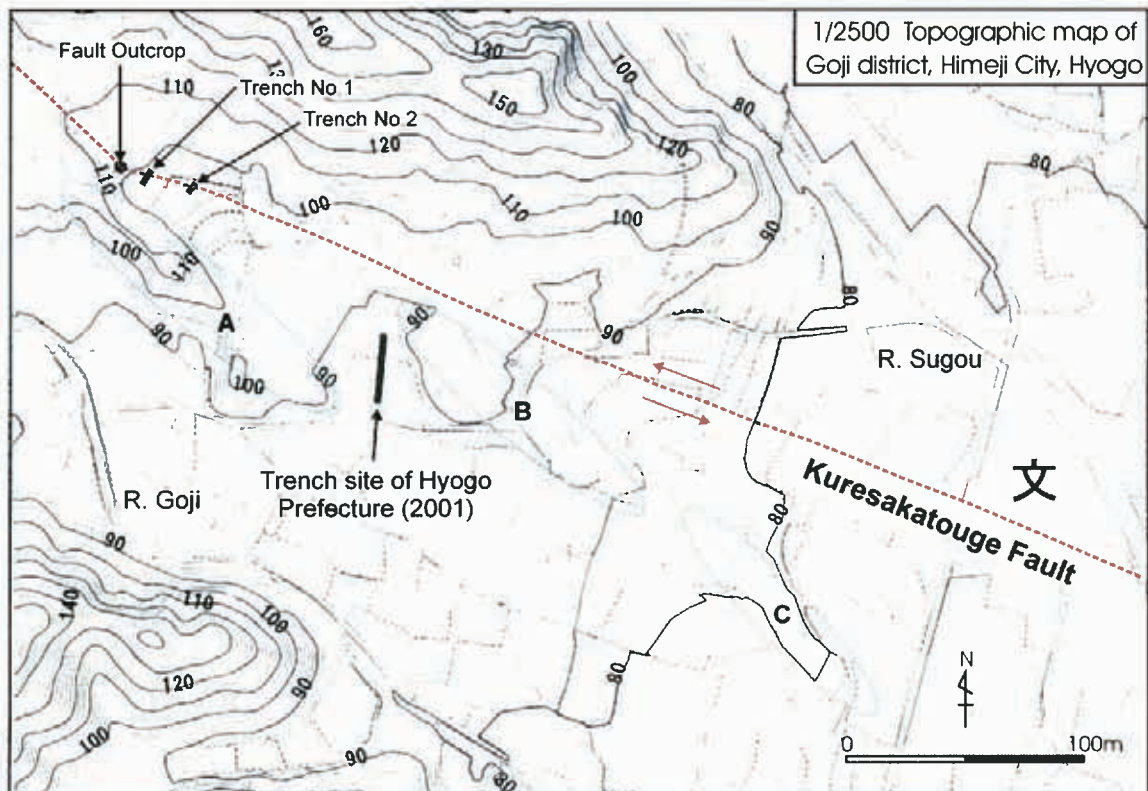 1/2500 Topographic map of
Goji district, Himeji City, Hyogo
Fault Outcrop
Trench No 1
Trench No 2
160
130
100
80
110
150
120
120
80
110
100
110
100
90
100
110
80
A
90
90
90
90
100
R. Sugou
B
Trench site of Hyogo
Prefecture (2001)
R. Goji
文
Kuresakatouge Fault
80
90
110
100
140
C
120
90
80
N
100
90
80
0
100m